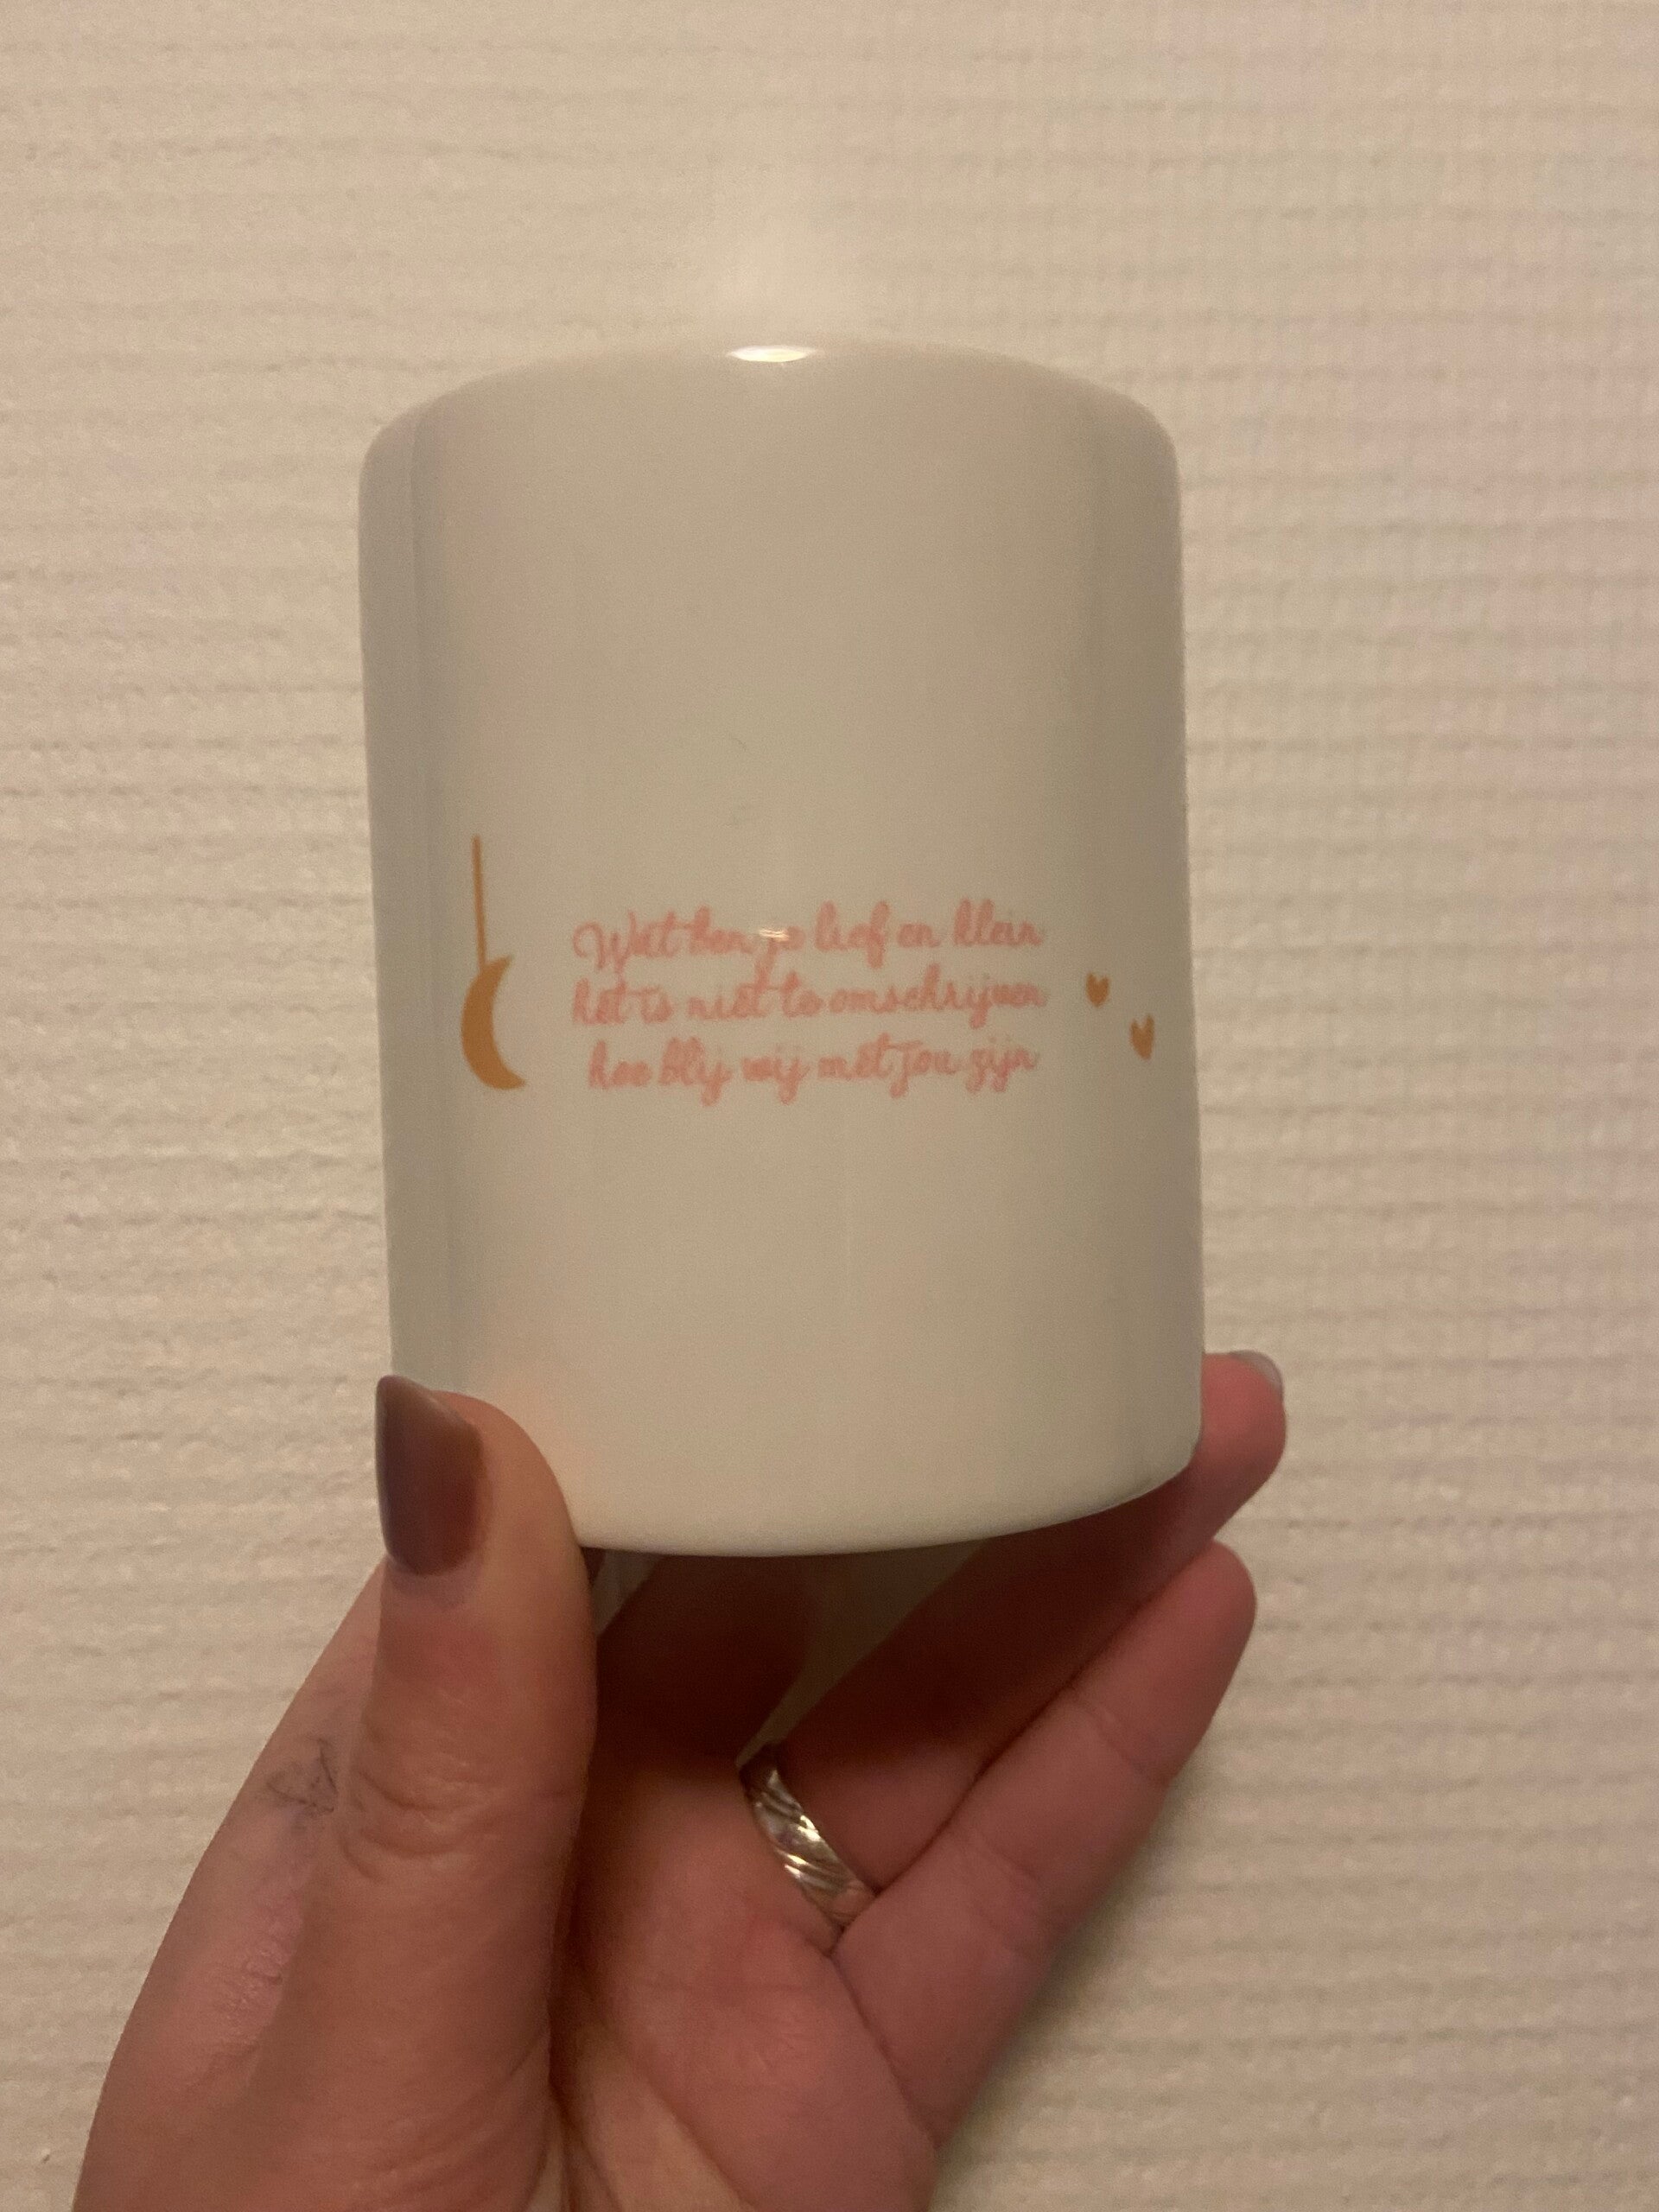 Wat ben je lief en klein
het is niet te omschrijven
hoe blij wij met jou zijn